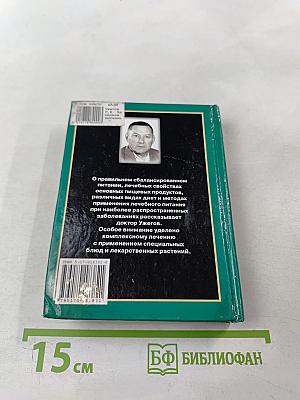 О правильном сбалансированном
питании, лечебных свойствах
основных пищевых продуктов,
различных видах диет и методах
применения лечебного питания
при наиболее распространенных
заболеваниях рассказывает
доктор Ужегов.
Особое внимание уделено
комплексному лечению
с применением специальных
блюд и лекарственных растений.
15 см
БФ БИБЛИОФАН